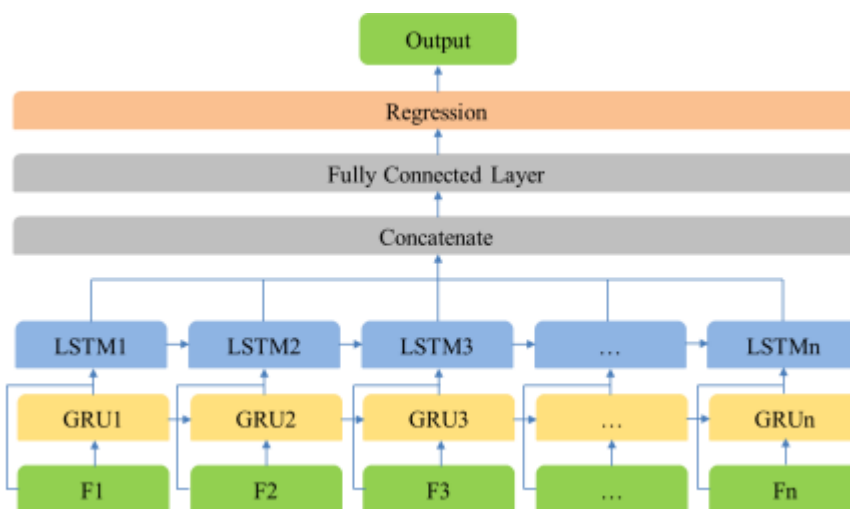 Output
Regression
Fully Connected Layer
Concatenate
LSTM1 LSTM2 LSTM3 ... LSTMn
GRU1 GRU2 GRU3 ... GRUn
F1 F2 F3 ... Fn